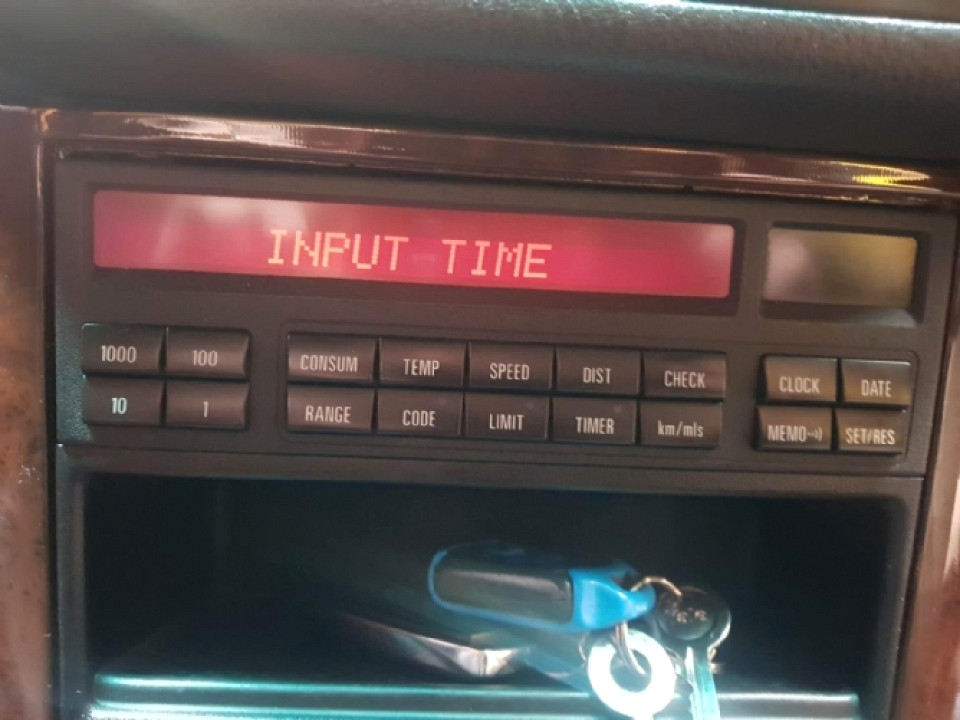 INPUT TIME
1000 100 CONSUM TEMP SPEED DIST CHECK CLOCK DATE
10 1 RANGE CODE LIMIT TIMER km/mls MEMO SET/RES